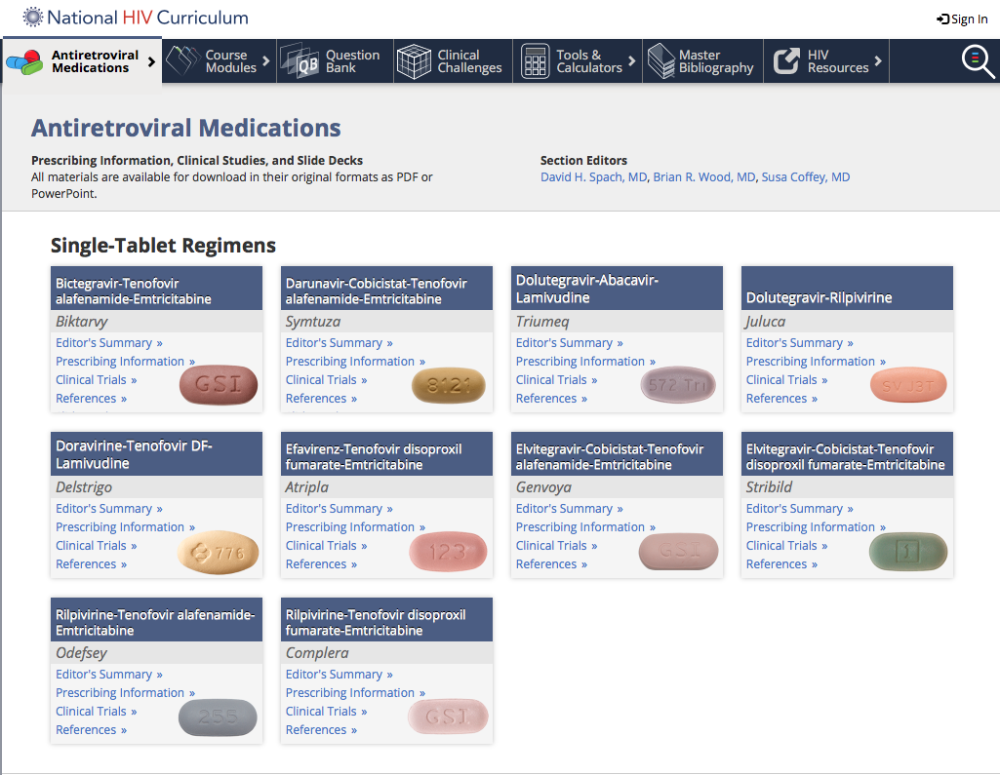 National HIV Curriculum
Sign In
Antiretroviral
Medications
Course
Modules
QB
Question
Bank
Clinical
Challenges
Tools &
Calculators
Master
Bibliography
HIV
Resources
Antiretroviral Medications
Prescribing Information, Clinical Studies, and Slide Decks
All materials are available for download in their original formats as PDF or
PowerPoint.
Section Editors
David H. Spach, MD, Brian R. Wood, MD, Susa Coffey, MD
Single-Tablet Regimens
Bictegravir-Tenofovir
alafenamide-Emtricitabine
Biktarvy
Editor's Summary »
Prescribing Information »
Clinical Trials »
References »
GSI
Darunavir-Cobicistat-Tenofovir
alafenamide-Emtricitabine
Symtuza
Editor's Summary »
Prescribing Information »
Clinical Trials »
References »
8121
Dolutegravir-Abacavir-
Lamivudine
Triumeq
Editor's Summary »
Prescribing Information »
Clinical Trials »
References »
572 Tri
Dolutegravir-Rilpivirine
Juluca
Editor's Summary »
Prescribing Information »
Clinical Trials »
References »
SV J3T
Doravirine-Tenofovir DF-
Lamivudine
Delstrigo
Editor's Summary »
Prescribing Information »
Clinical Trials »
References »
776
Efavirenz-Tenofovir disoproxil
fumarate-Emtricitabine
Atripla
Editor's Summary »
Prescribing Information »
Clinical Trials »
References »
123
Elvitegravir-Cobicistat-Tenofovir
alafenamide-Emtricitabine
Genvoya
Editor's Summary »
Prescribing Information »
Clinical Trials »
References »
GSI
Elvitegravir-Cobicistat-Tenofovir
disoproxil fumarate-Emtricitabine
Stribild
Editor's Summary »
Prescribing Information »
Clinical Trials »
References »
1
Rilpivirine-Tenofovir alafenamide-
Emtricitabine
Odefsey
Editor's Summary »
Prescribing Information »
Clinical Trials »
References »
255
Rilpivirine-Tenofovir disoproxil
fumarate-Emtricitabine
Complera
Editor's Summary »
Prescribing Information »
Clinical Trials »
References »
GSI